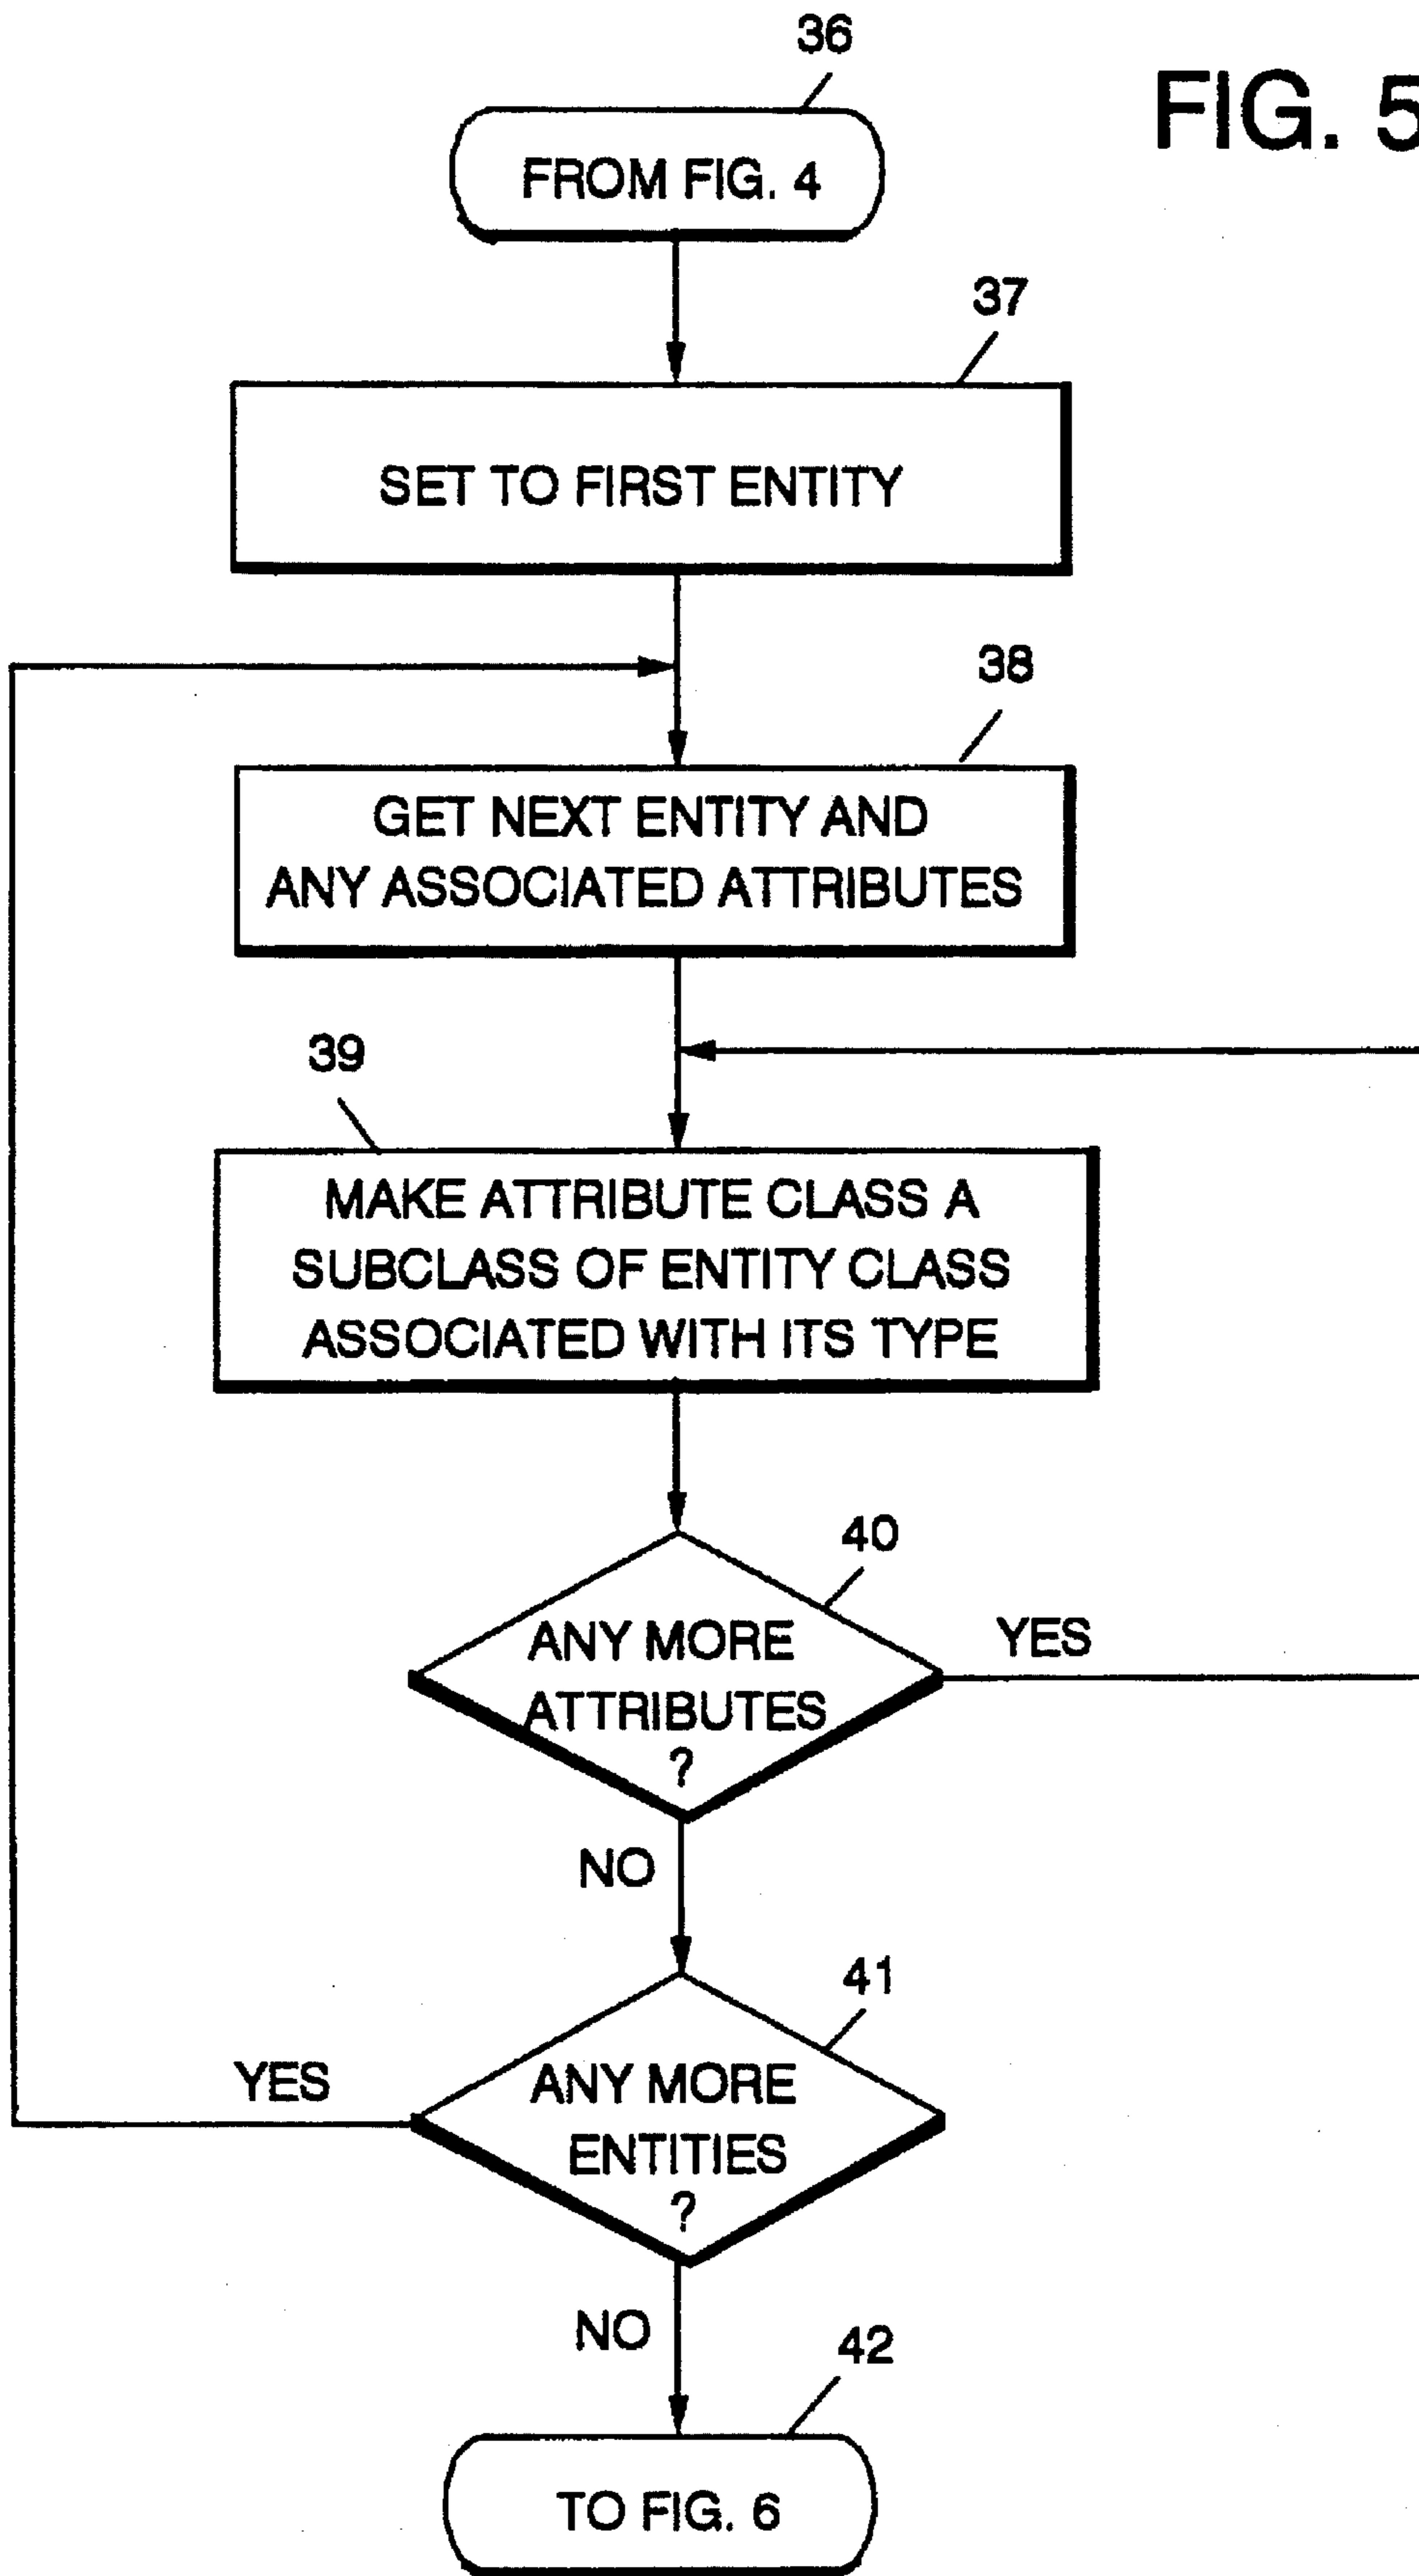 36
FIG. 5
FROM FIG. 4
37
SET TO FIRST ENTITY
38
GET NEXT ENTITY AND
ANY ASSOCIATED ATTRIBUTES
39
MAKE ATTRIBUTE CLASS A
SUBCLASS OF ENTITY CLASS
ASSOCIATED WITH ITS TYPE
40
ANY MORE
ATTRIBUTES
?
YES
NO
41
ANY MORE
ENTITIES
?
YES
NO
42
TO FIG. 6